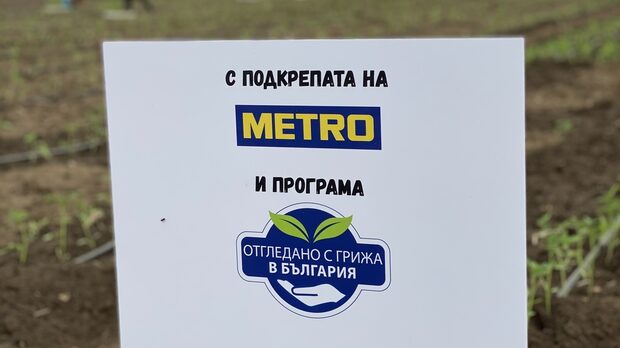 С ПОДКРЕПАТА НА
METRO
И ПРОГРАМА
ОТГЛЕДАНО С ГРИЖА
В БЪЛГАРИЯ